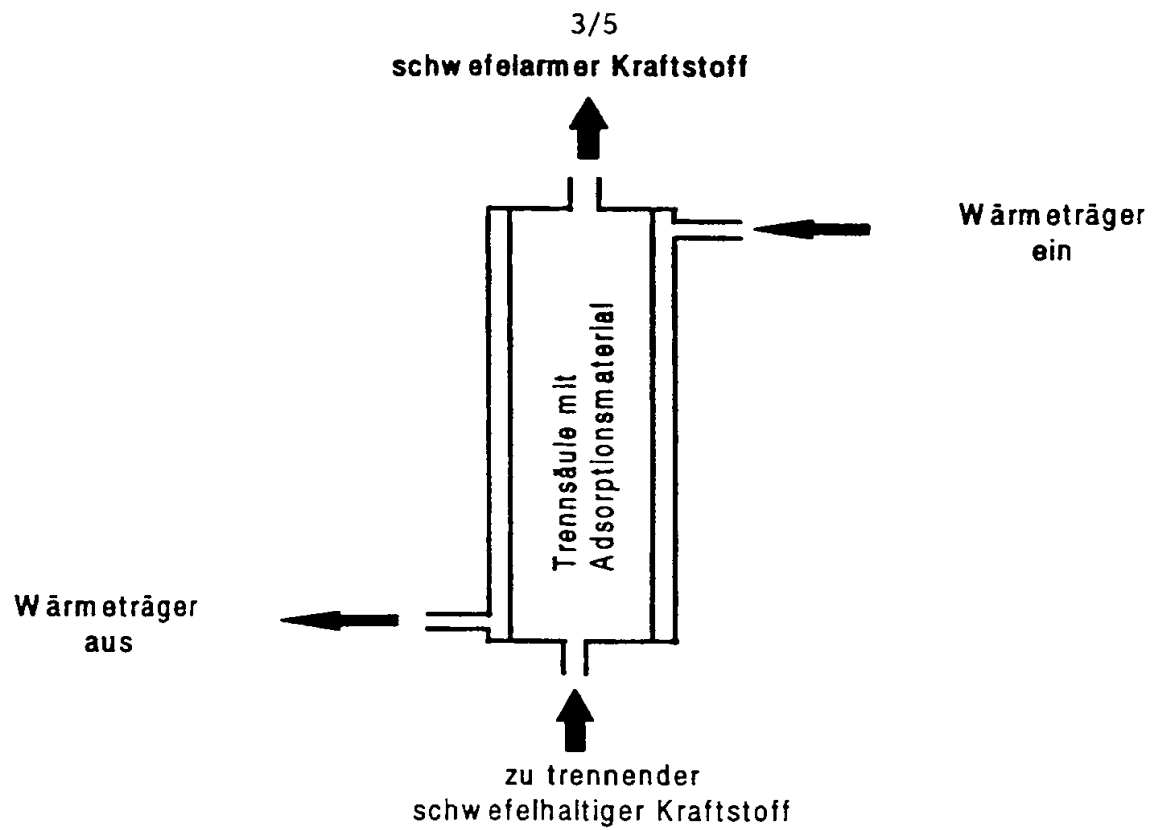 3/5
schwefelarmer Kraftstoff
Wärmeträger
ein
Trennsäule mit
Adsorptionsmaterial
Wärmeträger
aus
zu trennender
schwefelhaltiger Kraftstoff